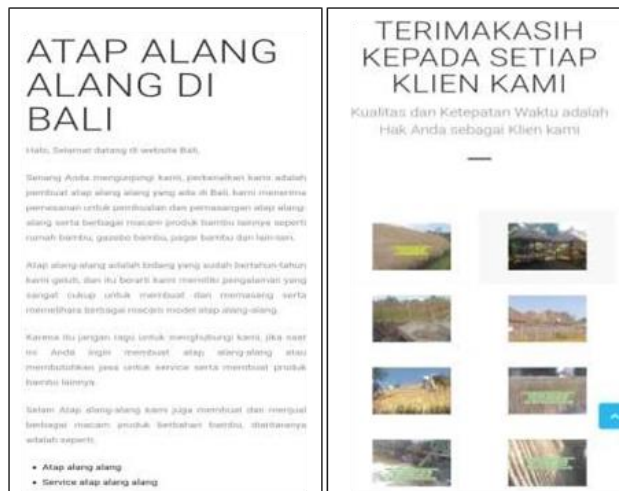 ATAP ALANG
ALANG DI
BALI
Halo, Selamat datang di website Bali,
Senang Anda mengunjungi kami, perkenalkan kami adalah
pembuat atap alang alang yang ada di Bali, kami menerima
pemesanan untuk pembuatan dan pemasangan atap alang-
alang serta berbagai macam produk bambu lainnya seperti
rumah bambu, gazebo bambu, pagar bambu dan lain-lain.
Atap alang-alang adalah bidang yang sudah bertahun-tahun
kami geluti, dan itu berarti kami memiliki pengalaman yang
sangat cukup untuk membuat dan memasang serta
memelihara berbagai macam model atap alang-alang.
Karena itu jangan ragu untuk menghubungi kami, jika saat
ini Anda ingin membuat atap alang-alang atau
membutuhkan jasa untuk service serta membuat produk
bambu lainnya.
Selain Atap alang-alang kami juga membuat dan menjual
berbagai macam produk berbahan bambu, diantaranya
adalah seperti:
• Atap alang alang
• Service atap alang alang
TERIMAKASIH
KEPADA SETIAP
KLIEN KAMI
Kualitas dan Ketepatan Waktu adalah
Hak Anda sebagai Klien kami